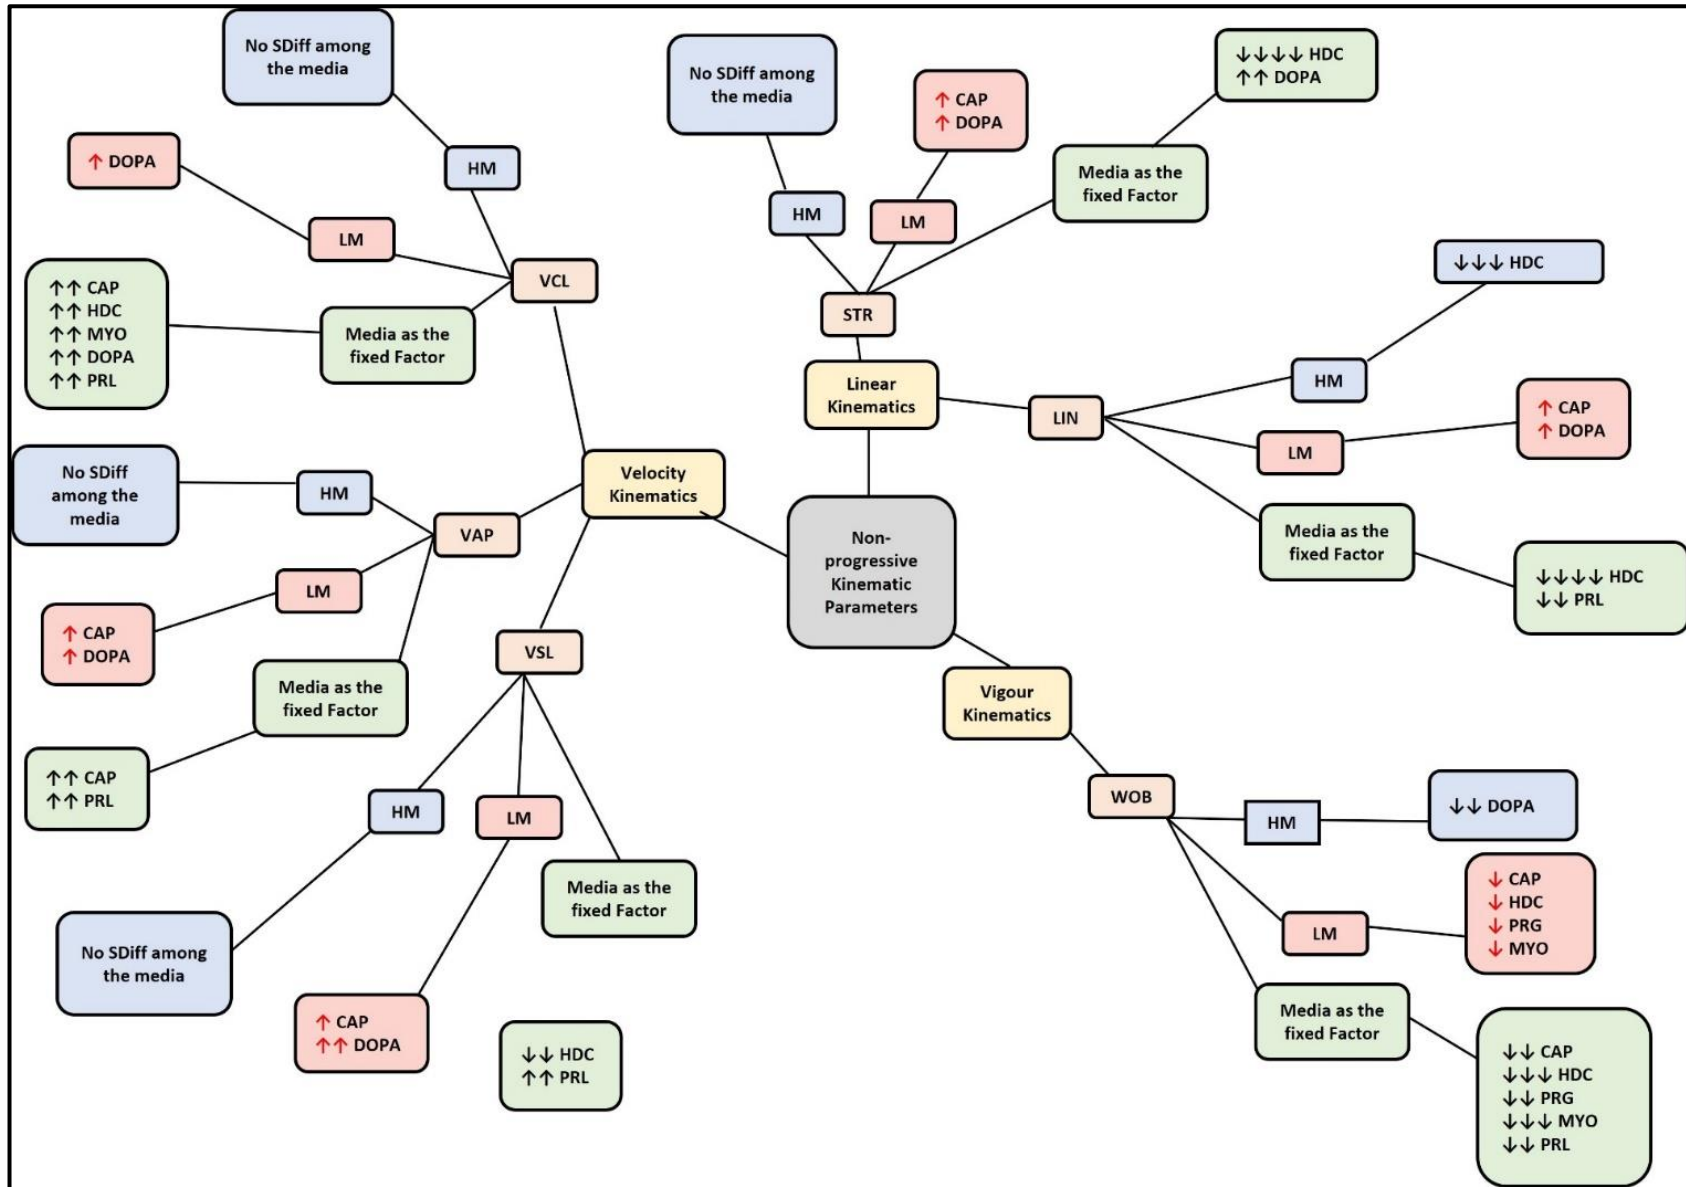 No SDiff among
the media
HM
↑ DOPA
LM
VCL
↑↑ CAP
↑↑ HDC
↑↑ MYO
↑↑ DOPA
↑↑ PRL
Media as the
fixed Factor
No SDiff among
the media
HM
↑ CAP
↑ DOPA
LM
↓↓↓↓ HDC
↑↑ DOPA
Media as the
fixed Factor
STR
Linear
Kinematics
LIN
↓↓↓ HDC
HM
↑ CAP
↑ DOPA
LM
Media as the
fixed Factor
↓↓↓↓ HDC
↓↓ PRL
Velocity
Kinematics
Non-
progressive
Kinematic
Parameters
No SDiff
among the
media
HM
VAP
LM
↑ CAP
↑ DOPA
Media as the
fixed Factor
↑↑ CAP
↑↑ PRL
VSL
HM
LM
Media as the
fixed Factor
No SDiff among
the media
↑ CAP
↑↑ DOPA
↓↓ HDC
↑↑ PRL
Vigour
Kinematics
WOB
HM
↓↓ DOPA
LM
↓ CAP
↓ HDC
↓ PRG
↓ MYO
Media as the
fixed Factor
↓↓ CAP
↓↓↓ HDC
↓↓ PRG
↓↓↓ MYO
↓↓ PRL